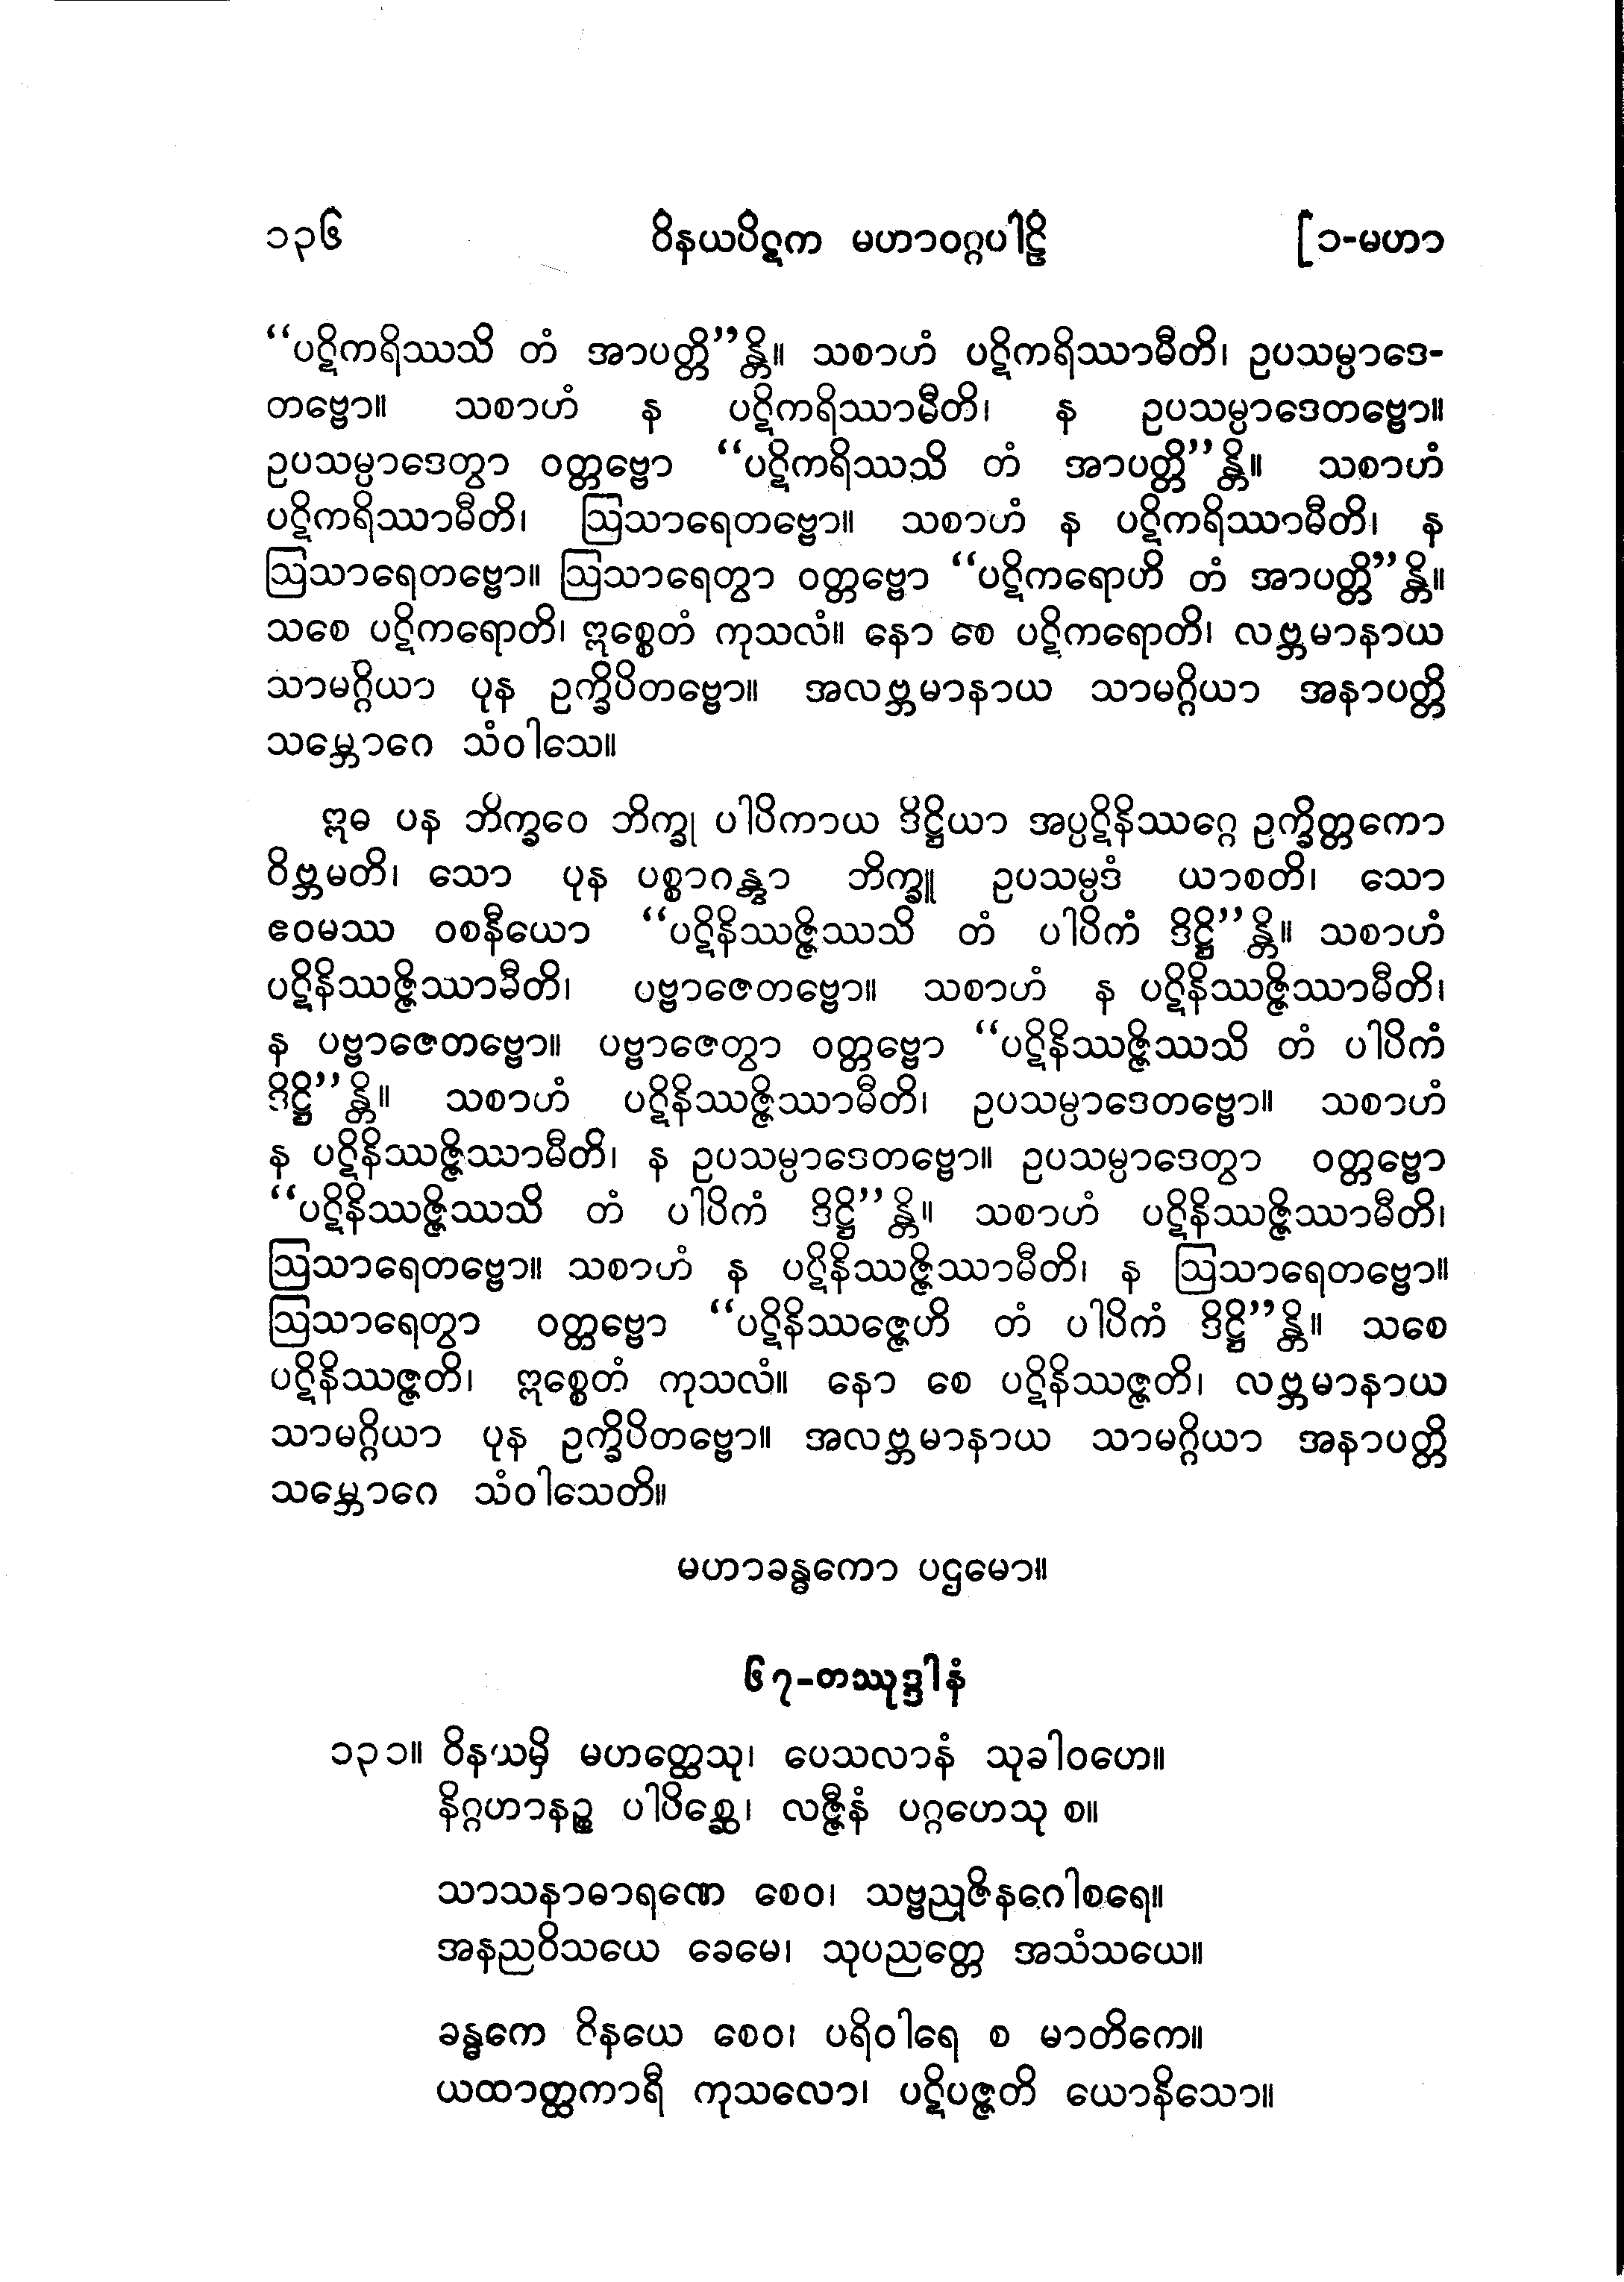 ၁၃၆ ဝိနယပိဋက မဟာဝဂ္ဂပါဠိ [၁-မဟာ
“ပဋိကရိဿသိ တံ အာပတ္တိ”န္တိ။ သစာဟံ ပဋိကရိဿာမီတိ၊ ဥပသမ္ပာဒေ-
တဗ္ဗော။ သစာဟံ န ပဋိကရိဿာမီတိ၊ န ဥပသမ္ပာဒေတဗ္ဗော။
ဥပသမ္ပာဒေတွာ ဝတ္တဗ္ဗော “ပဋိကရိဿသိ တံ အာပတ္တိ”န္တိ။ သစာဟံ
ပဋိကရိဿာမီတိ၊ ဩသာရေတဗ္ဗော။ သစာဟံ န ပဋိကရိဿာမီတိ၊ န
ဩသာရေတဗ္ဗော။ ဩသာရေတွာ ဝတ္တဗ္ဗော “ပဋိကရောဟိ တံ အာပတ္တိ”န္တိ။
သစေ ပဋိကရောတိ၊ ဣစ္စေတံ ကုသလံ။ နော စေ ပဋိကရောတိ၊ လဗ္ဘမာနာယ
သာမဂ္ဂိယာ ပုန ဥက္ခိပိတဗ္ဗော။ အလဗ္ဘမာနာယ သာမဂ္ဂိယာ အနာပတ္တိ
သမ္ဘောဂေ သံဝါသေ။
ဣဓ ပန ဘိက္ခဝေ ဘိက္ခု ပါပိကာယ ဒိဋ္ဌိယာ အပ္ပဋိနိဿဂ္ဂေ ဥက္ခိတ္တကော
ဝိဗ္ဘမတိ၊ သော ပုန ပစ္စာဂန္တွာ ဘိက္ခူ ဥပသမ္ပဒံ ယာစတိ၊ သော
ဧဝမဿ ဝစနီယော “ပဋိနိဿဇ္ဇိဿသိ တံ ပါပိကံ ဒိဋ္ဌိ”န္တိ။ သစာဟံ
ပဋိနိဿဇ္ဇိဿာမီတိ၊ ပဗ္ဗာဇေတဗ္ဗော။ သစာဟံ န ပဋိနိဿဇ္ဇိဿာမီတိ၊
န ပဗ္ဗာဇေတဗ္ဗော။ ပဗ္ဗာဇေတွာ ဝတ္တဗ္ဗော “ပဋိနိဿဇ္ဇိဿသိ တံ ပါပိကံ
ဒိဋ္ဌိ”န္တိ။ သစာဟံ ပဋိနိဿဇ္ဇိဿာမီတိ၊ ဥပသမ္ပာဒေတဗ္ဗော။ သစာဟံ
န ပဋိနိဿဇ္ဇိဿာမီတိ၊ န ဥပသမ္ပာဒေတဗ္ဗော။ ဥပသမ္ပာဒေတွာ ဝတ္တဗ္ဗော
“ပဋိနိဿဇ္ဇိဿသိ တံ ပါပိကံ ဒိဋ္ဌိ”န္တိ။ သစာဟံ ပဋိနိဿဇ္ဇိဿာမီတိ၊
ဩသာရေတဗ္ဗော။ သစာဟံ န ပဋိနိဿဇ္ဇိဿာမီတိ၊ န ဩသာရေတဗ္ဗော။
ဩသာရေတွာ ဝတ္တဗ္ဗော “ပဋိနိဿဇ္ဇေဟိ တံ ပါပိကံ ဒိဋ္ဌိ”န္တိ။ သစေ
ပဋိနိဿဇ္ဇတိ၊ ဣစ္စေတံ ကုသလံ။ နော စေ ပဋိနိဿဇ္ဇတိ၊ လဗ္ဘမာနာယ
သာမဂ္ဂိယာ ပုန ဥက္ခိပိတဗ္ဗော။ အလဗ္ဘမာနာယ သာမဂ္ဂိယာ အနာပတ္တိ
သမ္ဘောဂေ သံဝါသေတိ။
မဟာခန္ဓကော ပဌမော။
၆၇-တဿုဒ္ဒါနံ
၁၃၁။ ဝိနယမှိ မဟတ္ထေသု၊ ပေသလာနံ သုခါဝဟေ။
နိဂ္ဂဟာနဉ္စ ပါပိစ္ဆေ၊ လဇ္ဇီနံ ပဂ္ဂဟေသု စ။
သာသနာဓာရဏေ စေဝ၊ သဗ္ဗညုဇိနဂေါစရေ။
အနညဝိသယေ ခေမေ၊ သုပညတ္တေ အသံသယေ။
ခန္ဓကေ ဝိနယေ စေဝ၊ ပရိဝါရေ စ မာတိကေ။
ယထာတ္ထကာရီ ကုသလော၊ ပဋိပဇ္ဇတိ ယောနိသော။